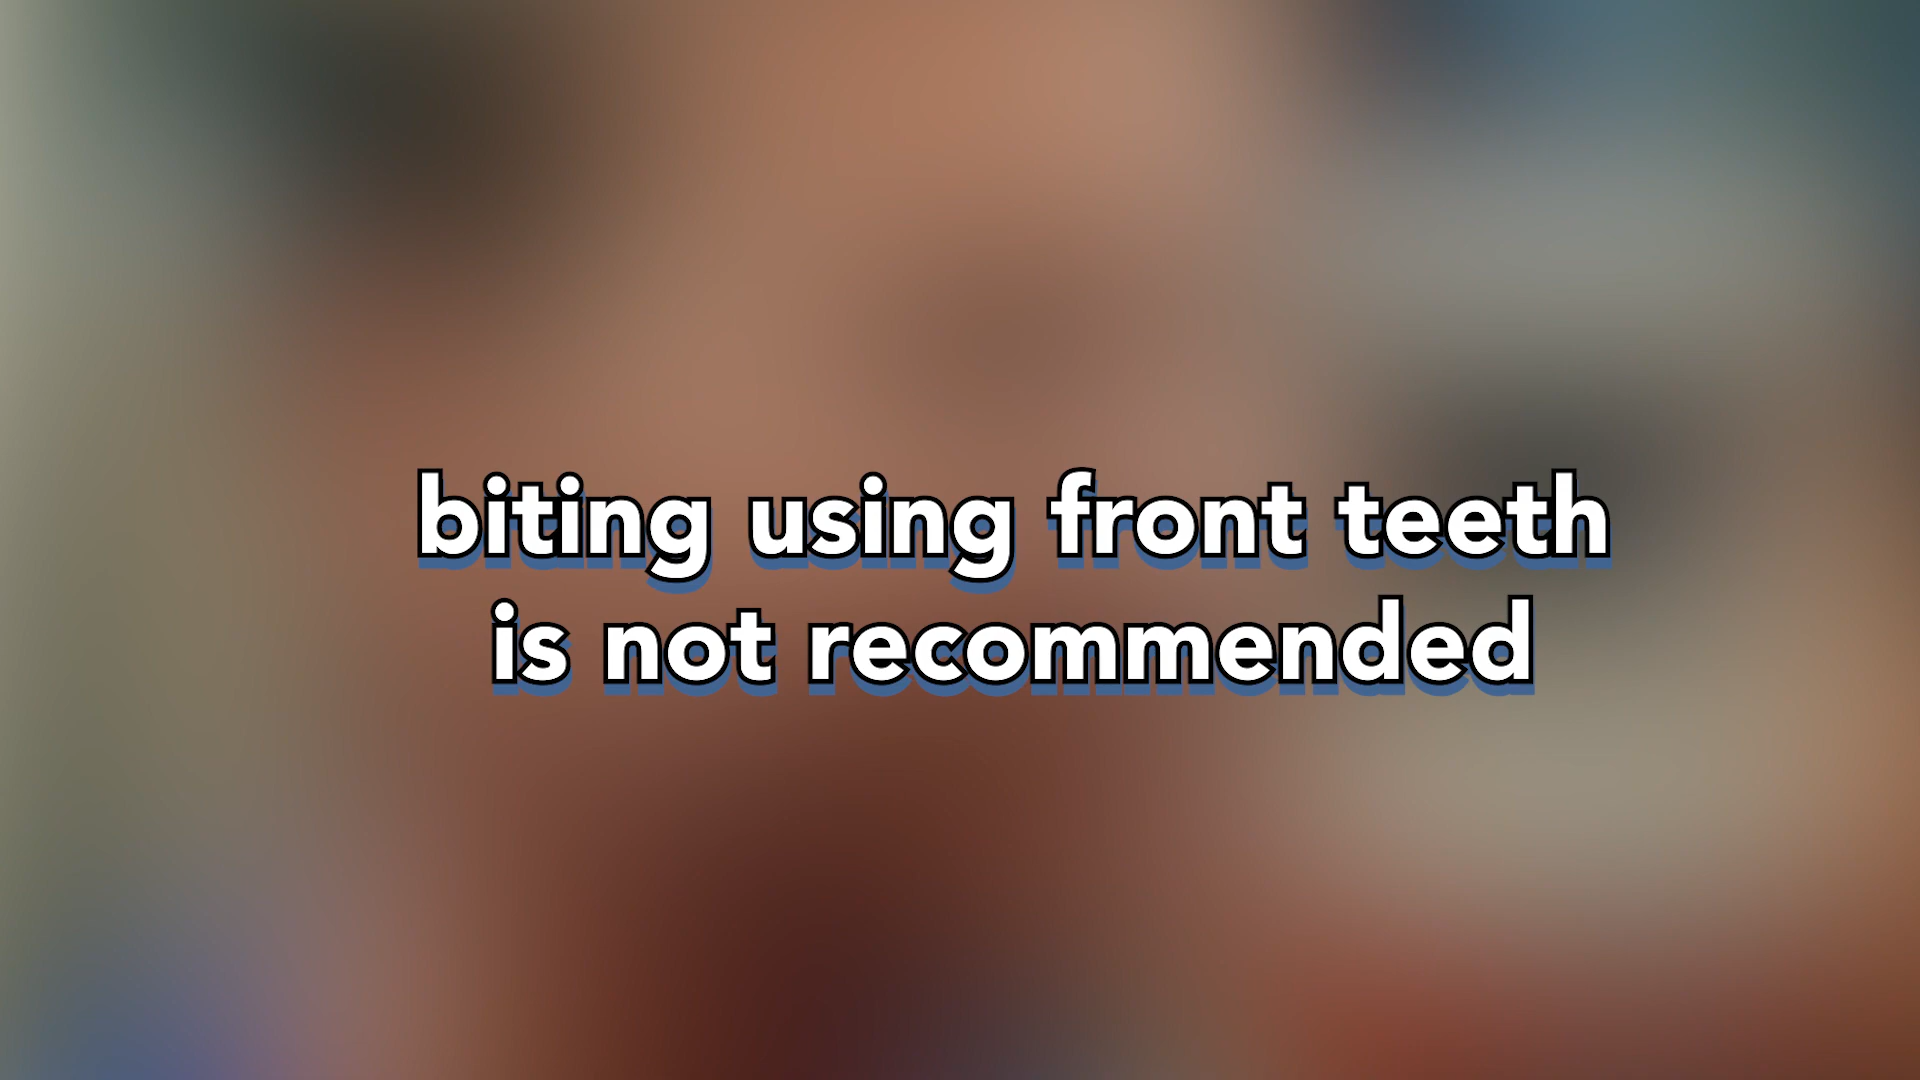 biting using front teeth
is not recommended